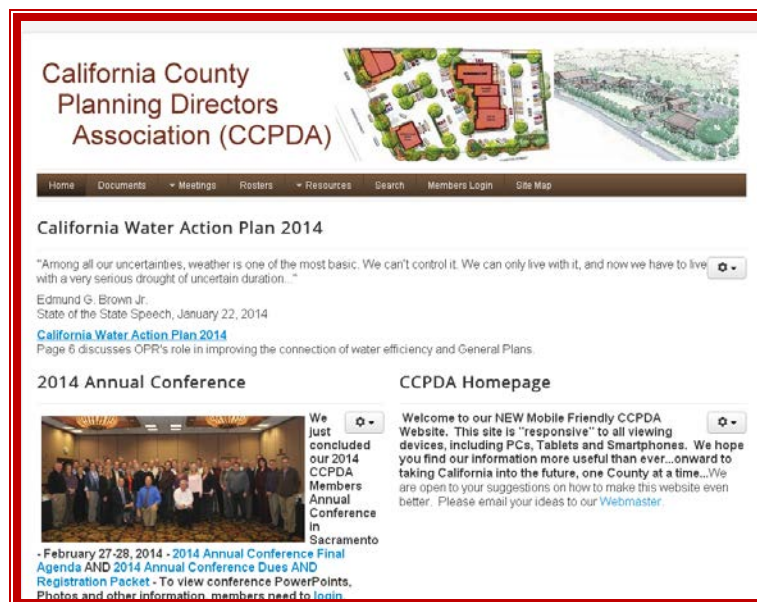 California County
Planning Directors
Association (CCPDA)
Home Documents Meetings Rosters Resources Search Members Login Site Map
California Water Action Plan 2014
"Among all our uncertainties, weather is one of the most basic. We can't control it. We can only live with it, and now we have to live
with a very serious drought of uncertain duration..."
Edmund G. Brown Jr.
State of the State Speech, January 22, 2014
California Water Action Plan 2014
Page 6 discusses OPR's role in improving the connection of water efficiency and General Plans.
2014 Annual Conference
We
just
concluded
our 2014
CCPDA
Members
Annual
Conference
in
Sacramento
- February 27-28, 2014 - 2014 Annual Conference Final
Agenda AND 2014 Annual Conference Dues AND
Registration Packet - To view conference PowerPoints,
Photos and other information, members need to login.
CCPDA Homepage
Welcome to our NEW Mobile Friendly CCPDA
Website. This site is "responsive" to all viewing
devices, including PCs, Tablets and Smartphones. We hope
you find our information more useful than ever...onward to
taking California into the future, one County at a time...We
are open to your suggestions on how to make this website even
better. Please email your ideas to our Webmaster.